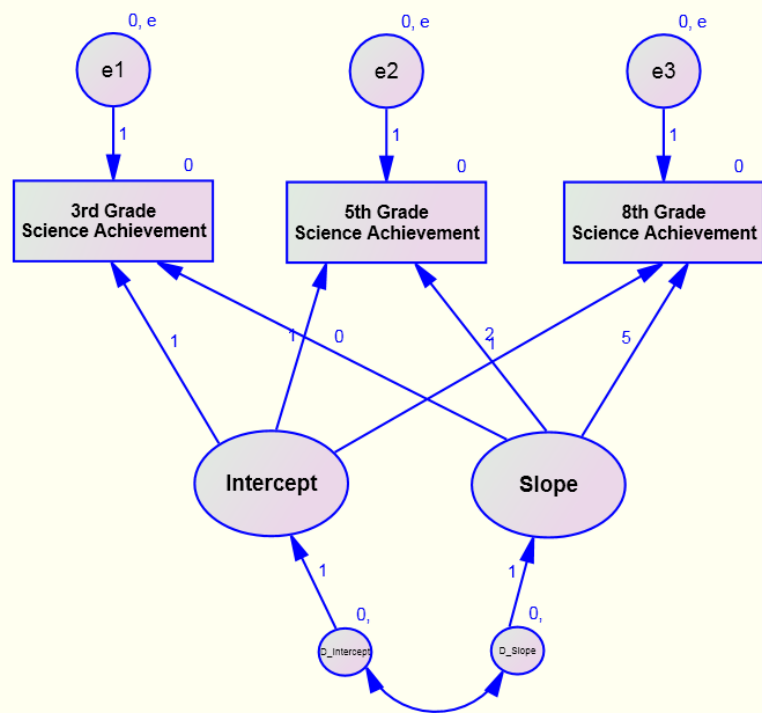 0, e
0, e
0, e
e1
e2
e3
1
1
1
0
0
0
3rd Grade
Science Achievement
5th Grade
Science Achievement
8th Grade
Science Achievement
1
1
0
2
1
5
Intercept
Slope
1
1
0,
0,
D_Intercept
D_Slope